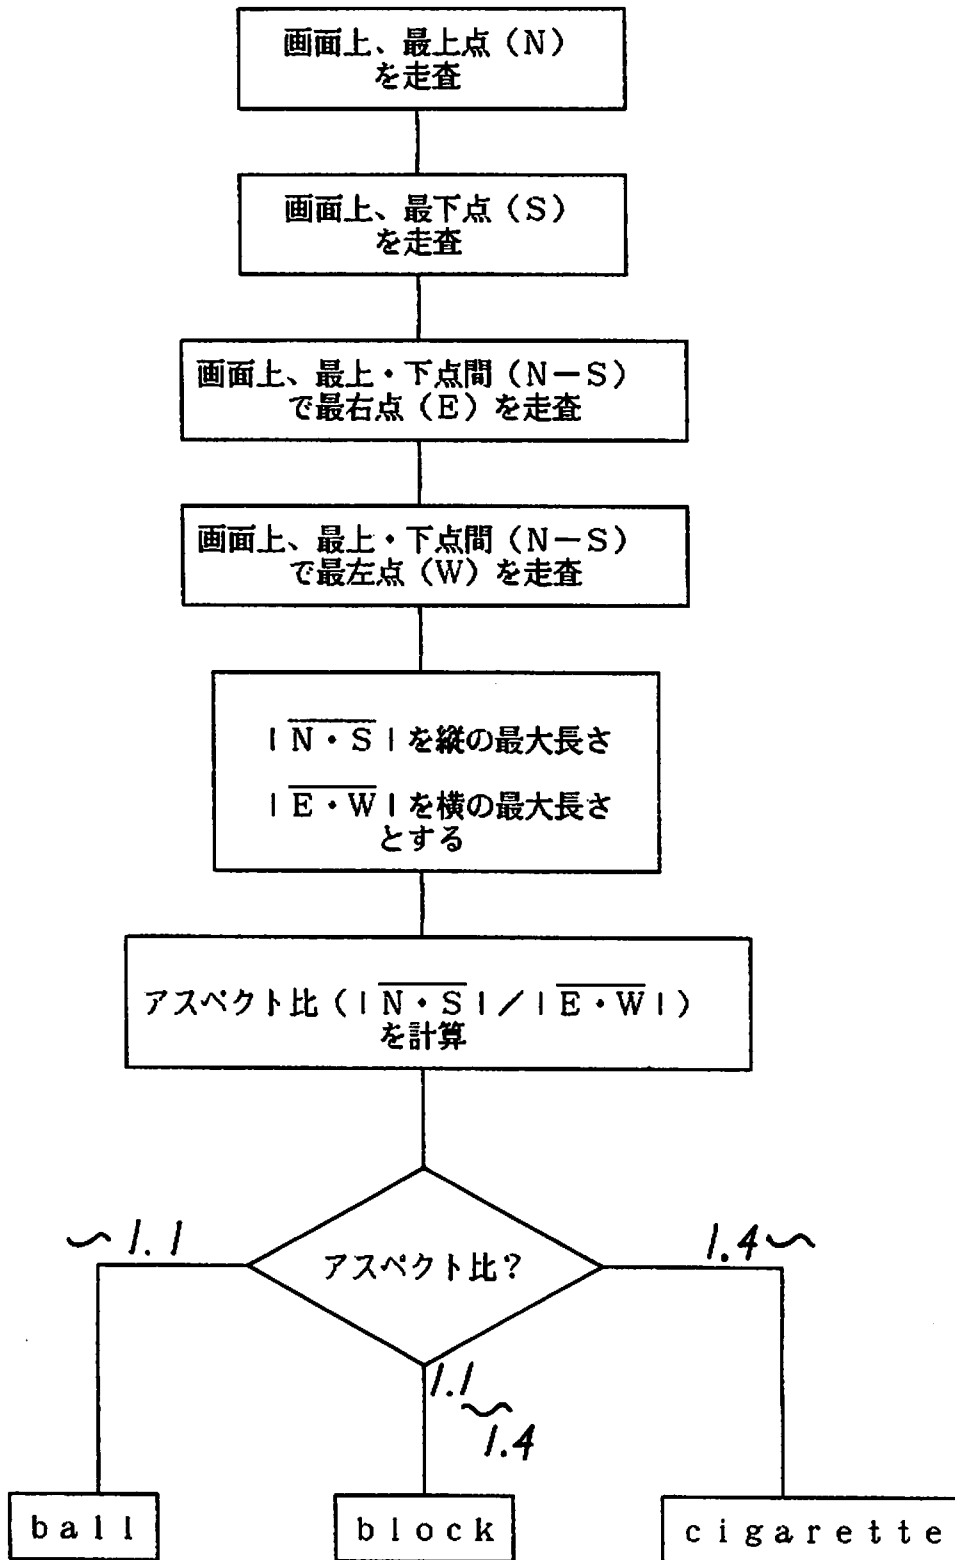 画面上、最上点（N）
を走査
画面上、最下点（S）
を走査
画面上、最上・下点間（N－S）
で最右点（E）を走査
画面上、最上・下点間（N－S）
で最左点（W）を走査
｜N・S｜を縦の最大長さ
｜E・W｜を横の最大長さ
とする
アスペクト比（｜N・S｜／｜E・W｜）
を計算
アスペクト比？
～1.1
1.4～
1.1
～
1.4
ball
block
cigarette